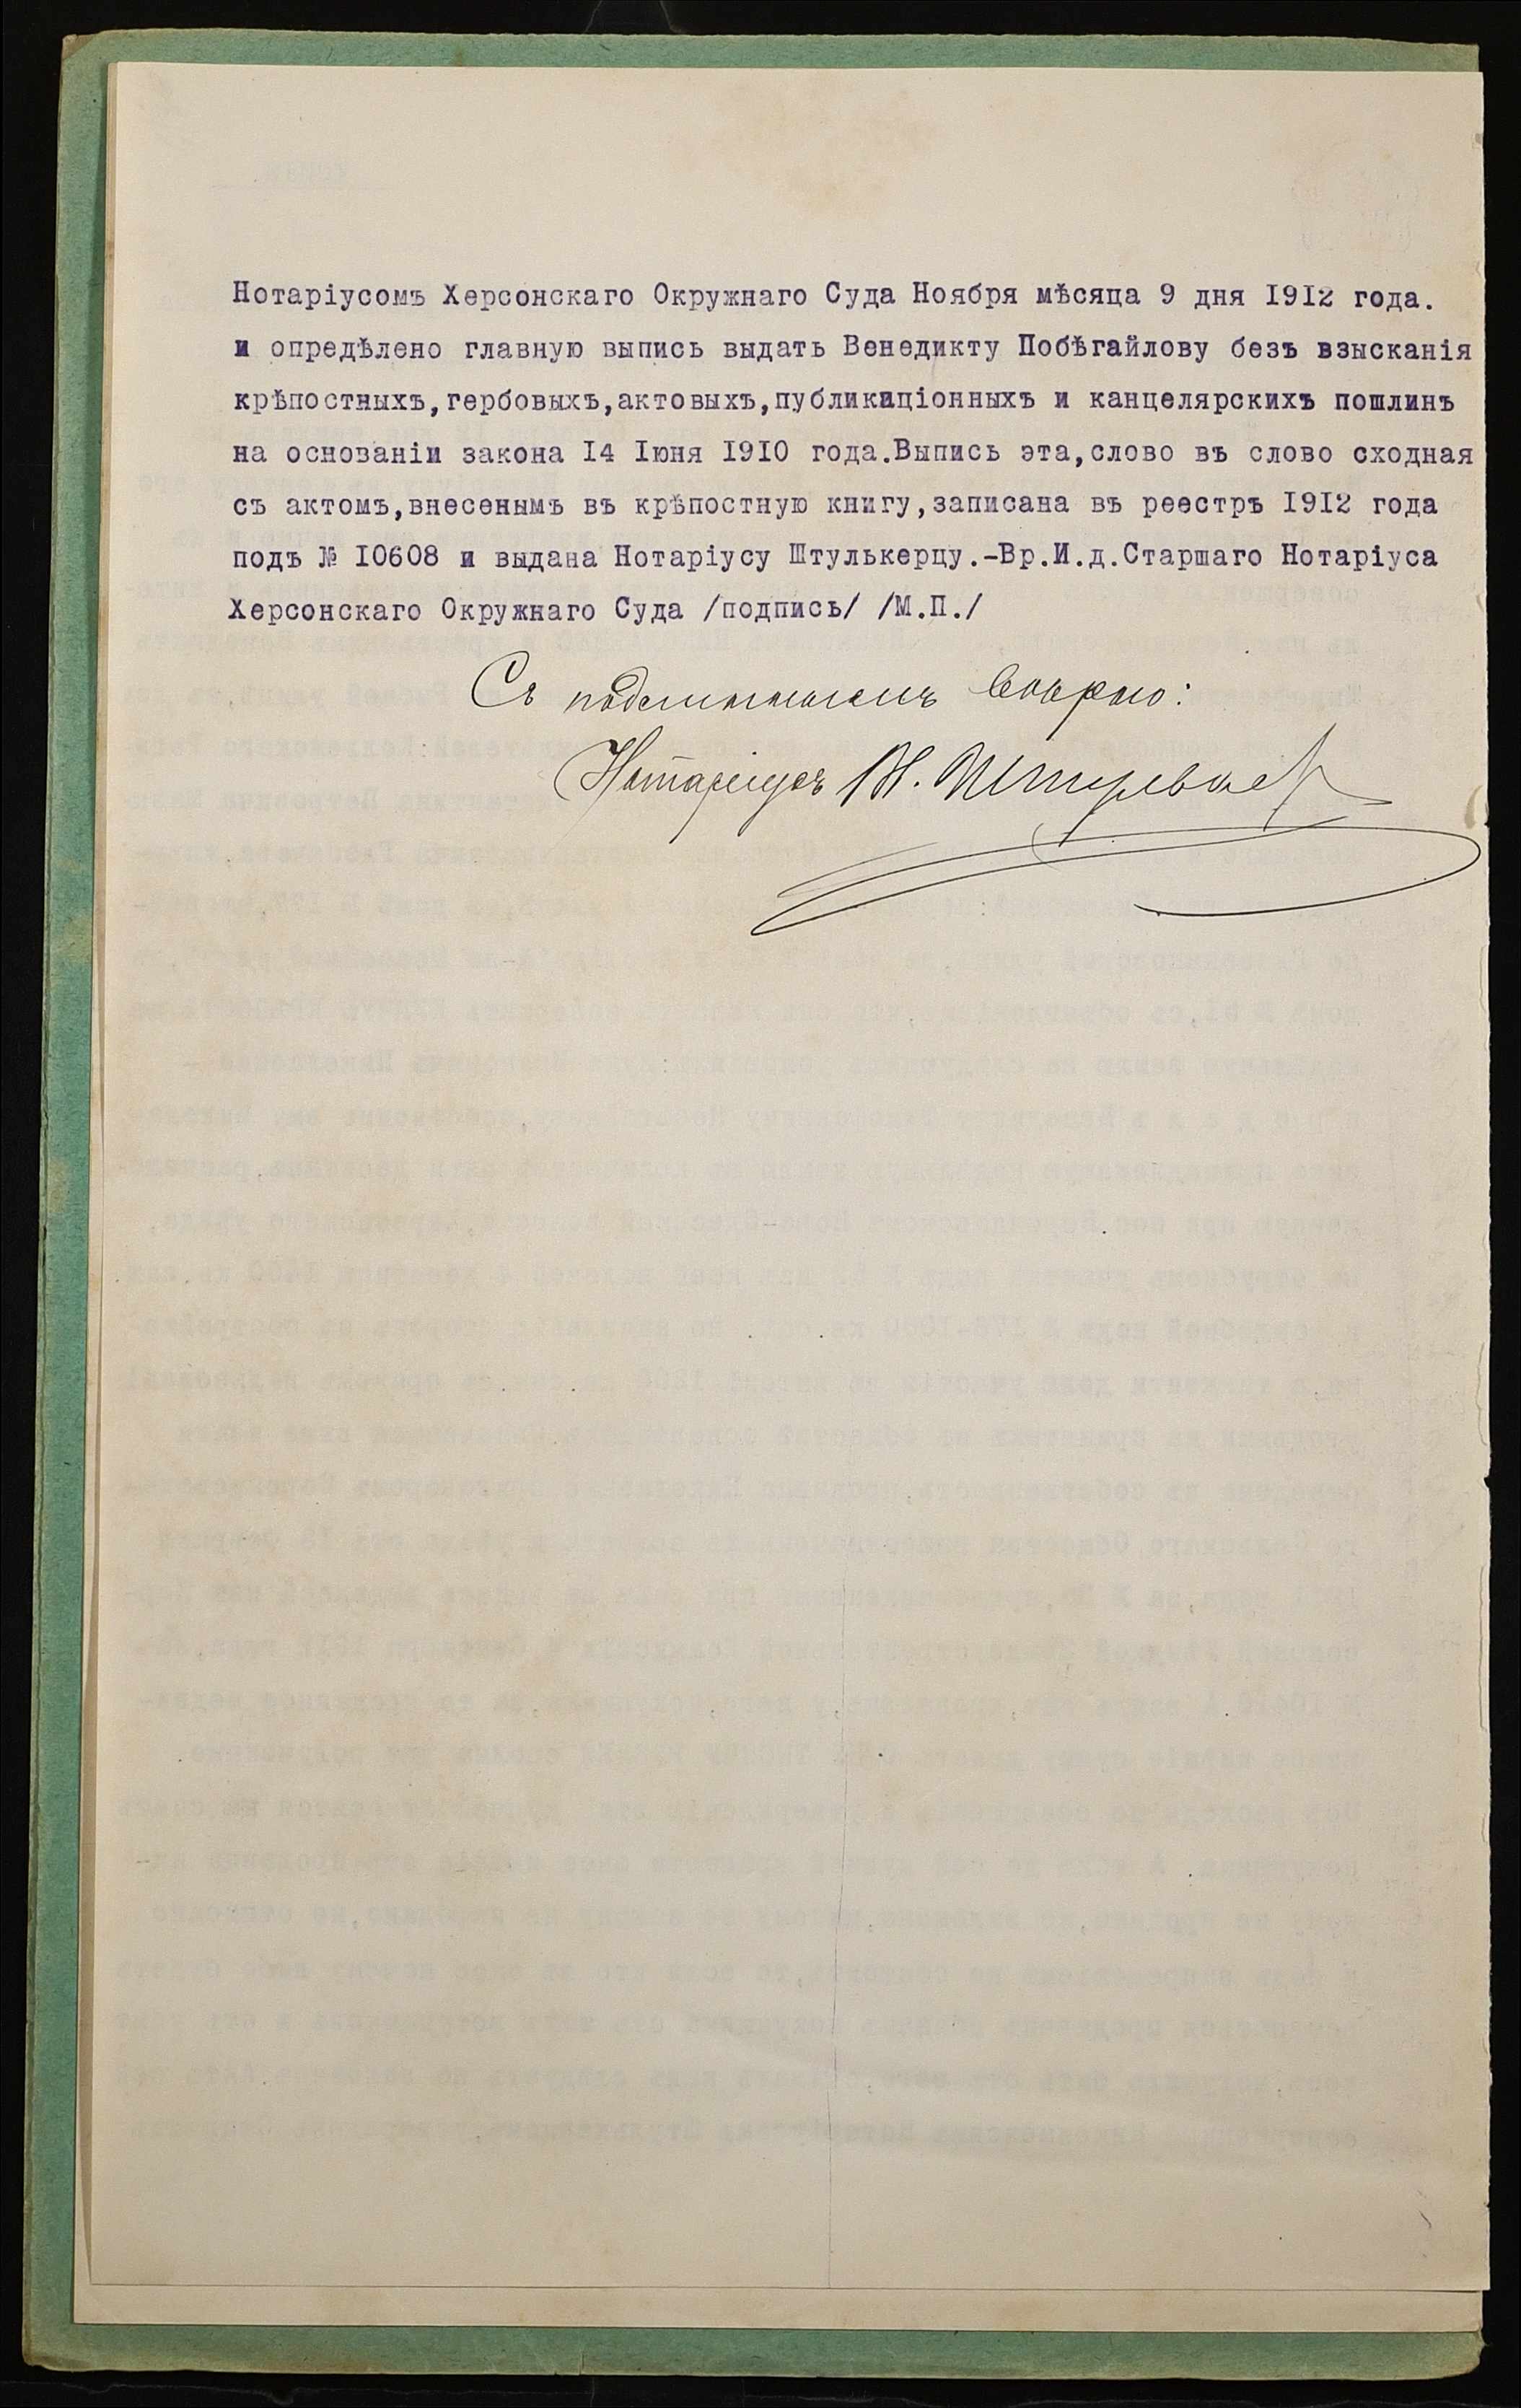 Нотаріусомъ Херсонскаго Окружнаго Суда Ноября мѣсяца 9 дня 1912 года.
и опредѣлено главную выпись выдать Венедикту Побѣгайлову безъ взысканія
крѣпостныхъ,гербовыхъ,актовыхъ,публикаціонныхъ и канцелярскихъ пошлинъ
на основаніи закона 14 Іюня 1910 года.Выпись эта,слово въ слово сходная
съ актомъ,внесенымъ въ крѣпостную книгу,записана въ реестръ 1912 года
подъ № 10608 и выдана Нотаріусу Штулькерцу.-Вр.И.д.Старшаго Нотаріуса
Херсонскаго Окружнаго Суда /подпись/ /М.П./
Съ подлиннымъ вѣрно:
Нотаріусъ